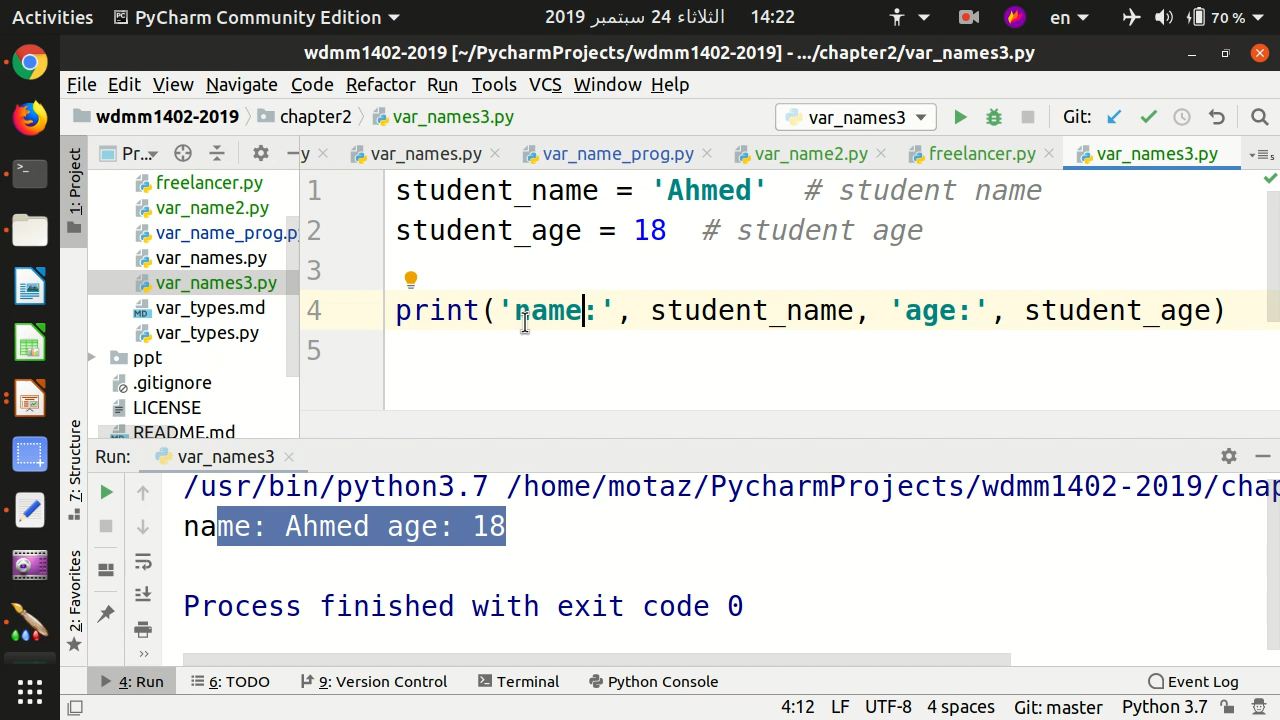 Activities PyCharm Community Edition 14:22 الثلاثاء 24 سبتمبر 2019 en 70 %
wdmm1402-2019 [~/PycharmProjects/wdmm1402-2019] - .../chapter2/var_names3.py
File Edit View Navigate Code Refactor Run Tools VCS Window Help
wdmm1402-2019 chapter2 var_names3.py var_names3 Git:
1: Project
Pr... y var_names.py var_name_prog.py var_name2.py freelancer.py var_names3.py
freelancer.py
var_name2.py
var_name_prog.p
var_names.py
var_names3.py
var_types.md
var_types.py
ppt
.gitignore
LICENSE
README.md
1 student_name = 'Ahmed' # student name
2 student_age = 18 # student age
3
4 print('name:', student_name, 'age:', student_age)
5
7: Structure
2: Favorites
Run: var_names3
/usr/bin/python3.7 /home/motaz/PycharmProjects/wdmm1402-2019/chap
name: Ahmed age: 18
Process finished with exit code 0
4: Run 6: TODO 9: Version Control Terminal Python Console Event Log
4:12 LF UTF-8 4 spaces Git: master Python 3.7